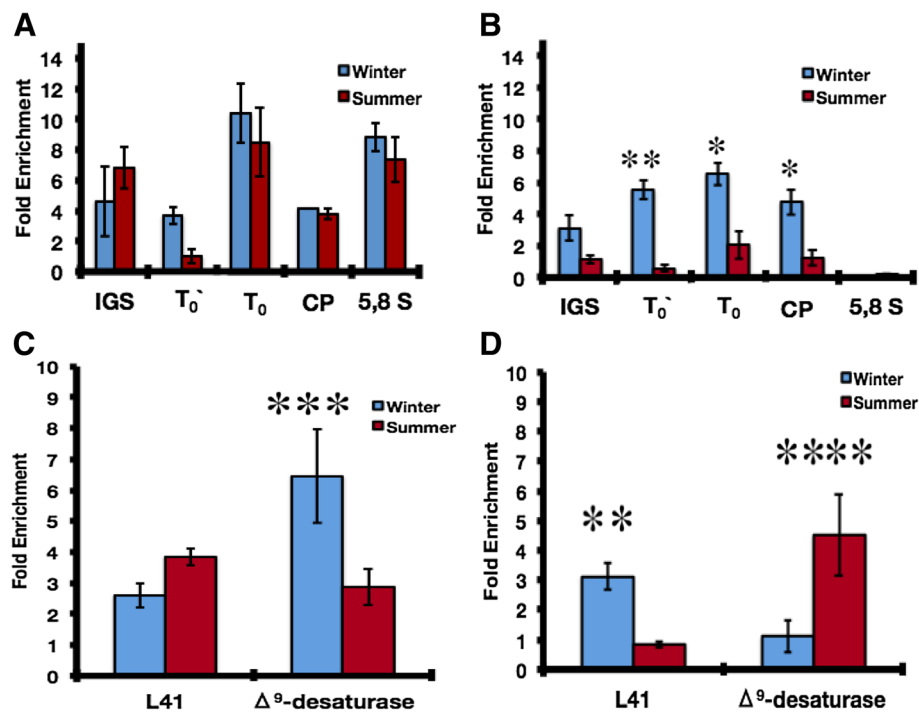 A
Fold Enrichment
14
12
10
8
6
4
2
0
Winter
Summer
IGS T₀` T₀ CP 5,8 S
B
Fold Enrichment
14
12
10
8
6
4
2
0
Winter
Summer
** * *
IGS T₀` T₀ CP 5,8 S
C
Fold Enrichment
10
9
8
7
6
5
4
3
2
1
0
Winter
Summer
***
L41 Δ⁹-desaturase
D
Fold Enrichment
10
9
8
7
6
5
4
3
2
1
0
Winter
Summer
** ****
L41 Δ⁹-desaturase